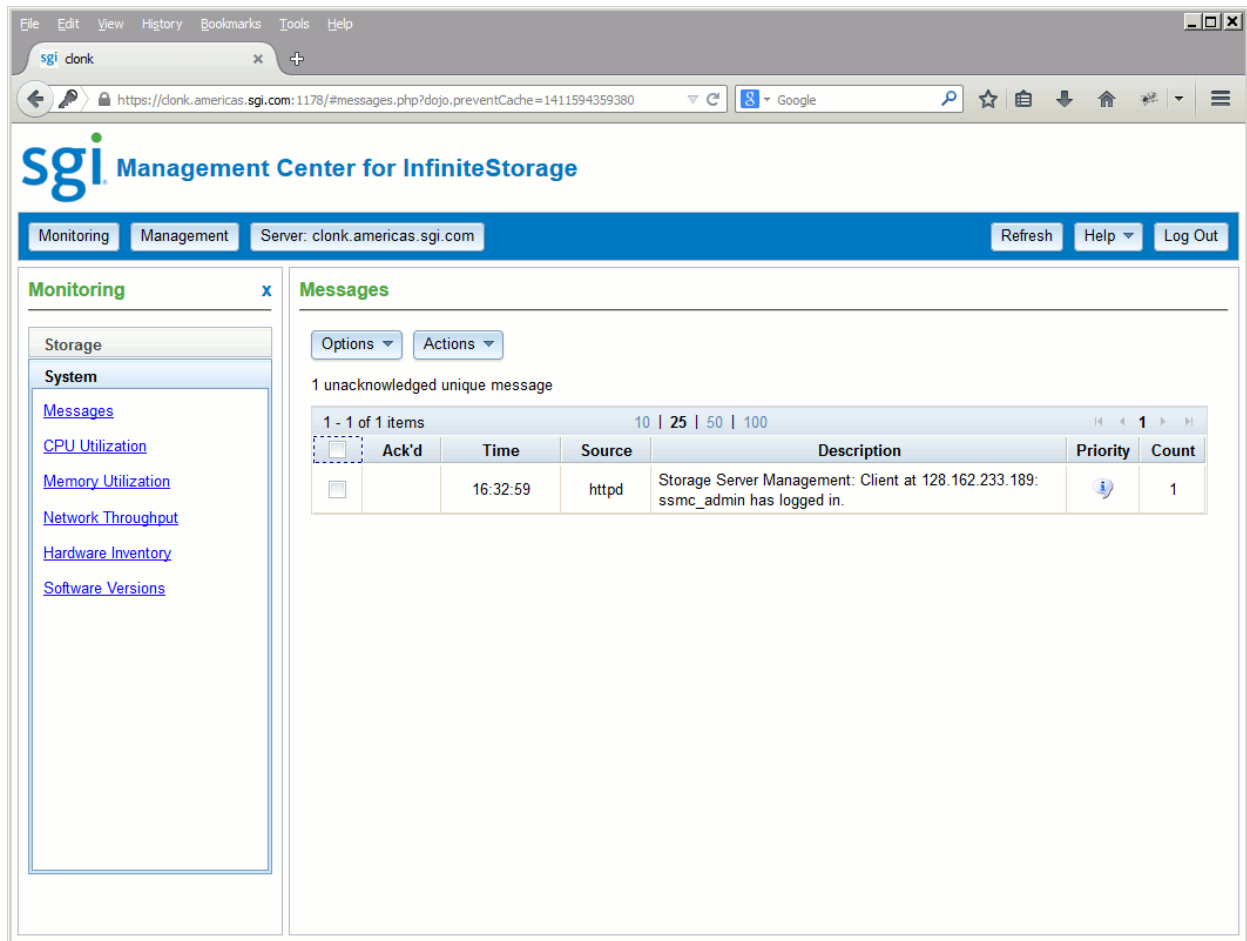 File Edit View History Bookmarks Tools Help
sgi clonk
https://clonk.americas.sgi.com:1178/#messages.php?dojo.preventCache=1411594359380
8 Google
sgi Management Center for InfiniteStorage
Monitoring Management Server: clonk.americas.sgi.com Refresh Help Log Out
Monitoring x
Storage
System
Messages
CPU Utilization
Memory Utilization
Network Throughput
Hardware Inventory
Software Versions
Messages
Options Actions
1 unacknowledged unique message
1 - 1 of 1 items 10 | 25 | 50 | 100 1
Ack'd Time Source Description Priority Count
16:32:59 httpd Storage Server Management: Client at 128.162.233.189: 1
ssmc_admin has logged in.